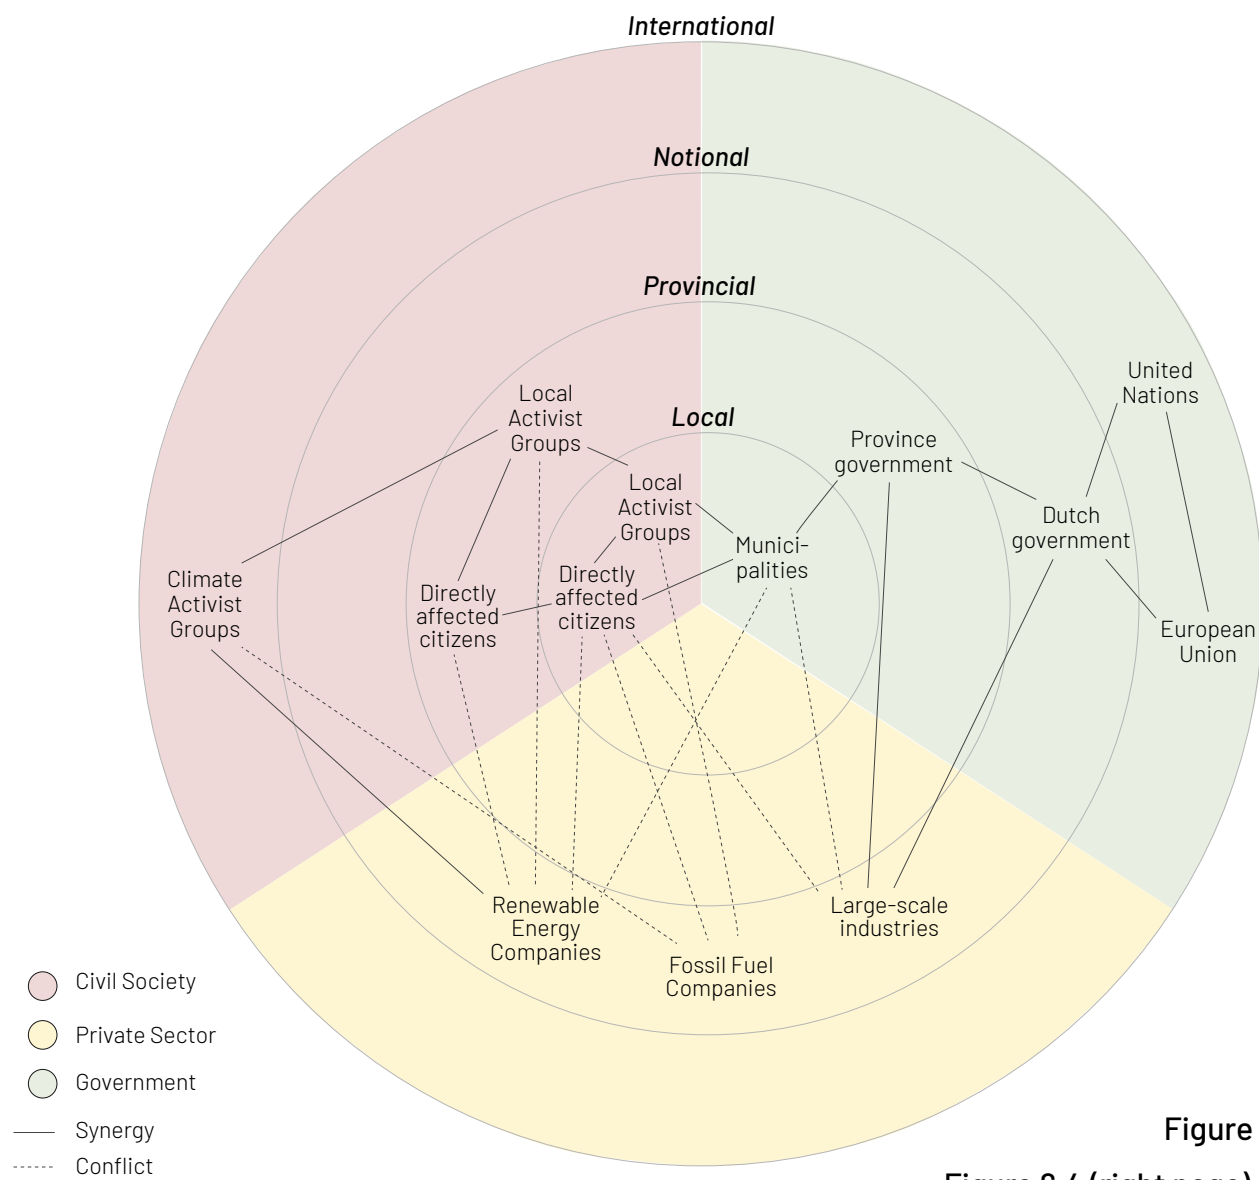 International
Notional
Provincial
Local
United
Nations
Local
Activist
Groups
Province
government
Local
Activist
Groups
Dutch
government
Munici-
palities
Climate
Activist
Groups
Directly
affected
citizens
Directly
affected
citizens
European
Union
Renewable
Energy
Companies
Large-scale
industries
Fossil Fuel
Companies
Civil Society
Private Sector
Government
Synergy
Conflict
Figure
(right page)